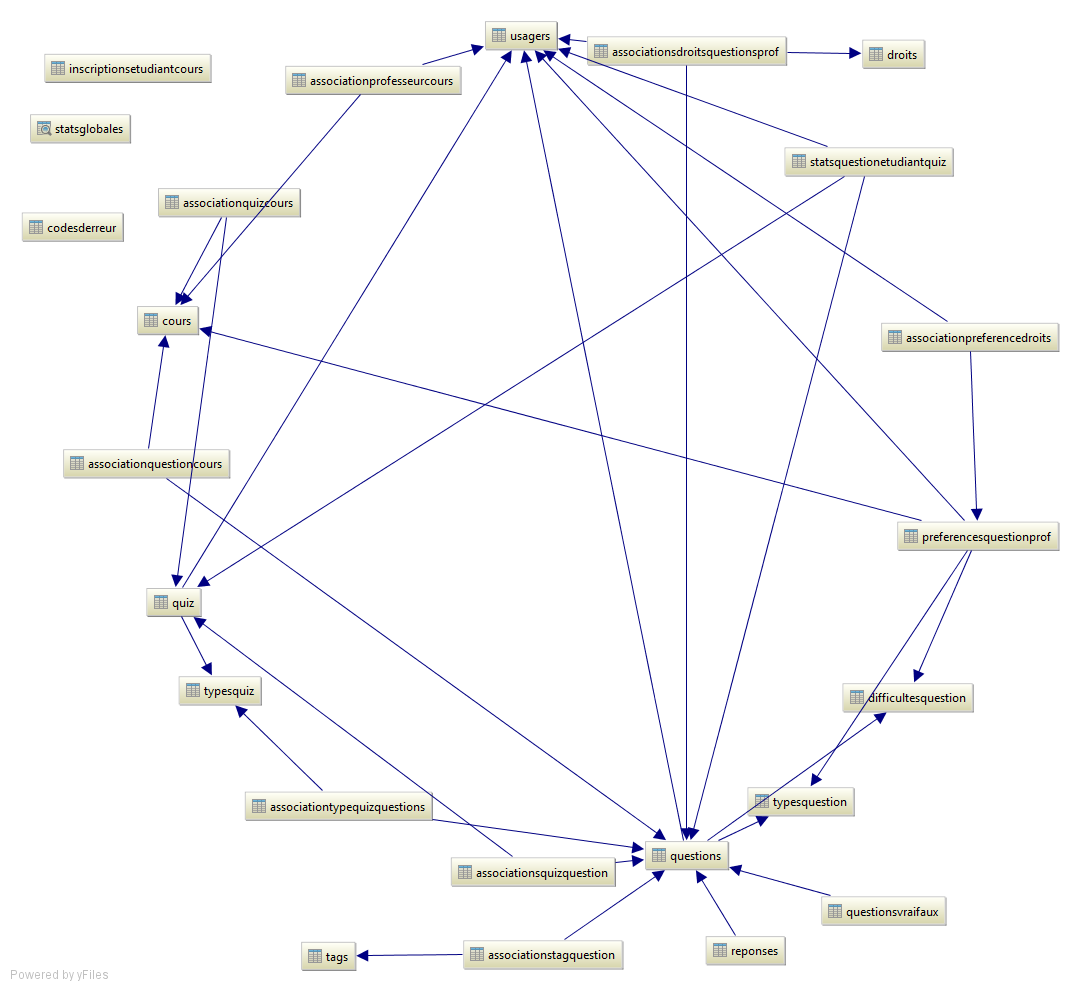 usagers
associationsdroitsquestionsprof
droits
inscriptionsetudiantcours
associationprofesseurcours
statsglobales
statsquestionetudiantquiz
associationquizcours
codesderreur
cours
associationpreferencedroits
associationquestioncours
preferencesquestionprof
quiz
typesquiz
difficultesquestion
associationtypequizquestions
typesquestion
questions
associationsquizquestion
questionsvraifaux
tags
associationstagquestion
reponses
Powered by yFiles